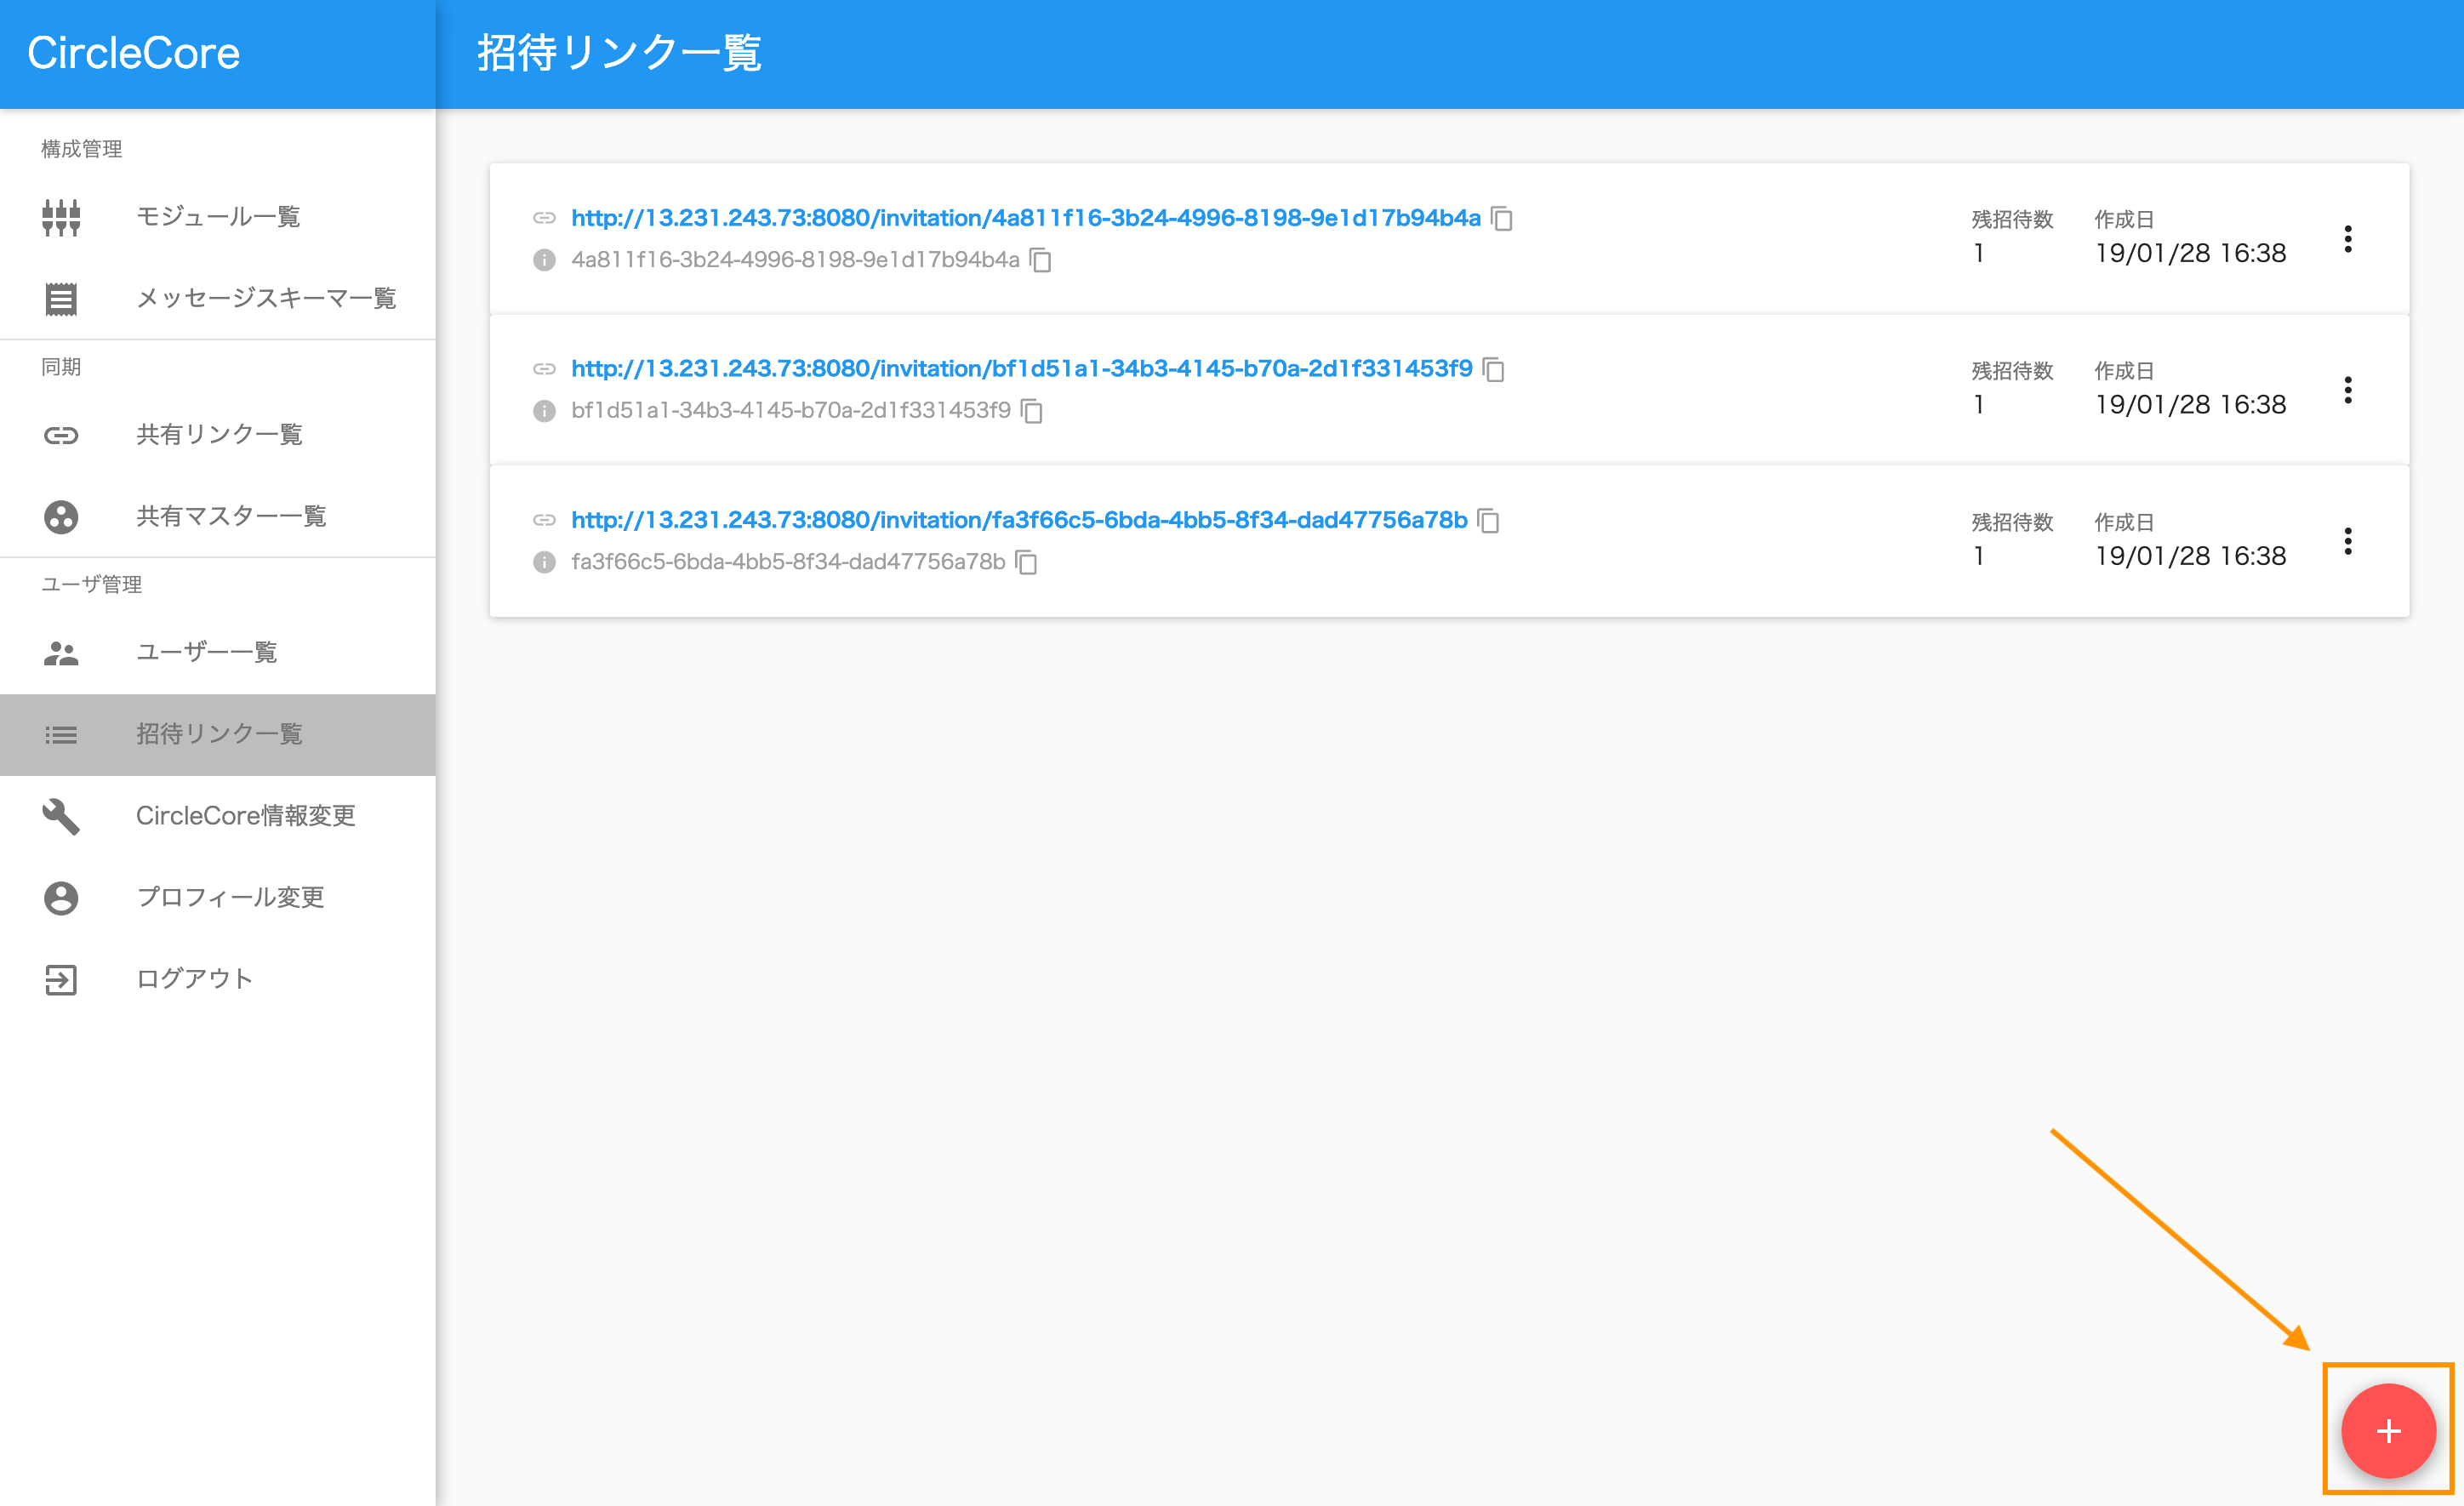 CircleCore
招待リンク一覧
構成管理
モジュール一覧
メッセージスキーマ一覧
同期
共有リンク一覧
共有マスター一覧
ユーザ管理
ユーザー一覧
招待リンク一覧
CircleCore情報変更
プロフィール変更
ログアウト
http://13.231.243.73:8080/invitation/4a811f16-3b24-4996-8198-9e1d17b94b4a
4a811f16-3b24-4996-8198-9e1d17b94b4a
残招待数 作成日
1 19/01/28 16:38
http://13.231.243.73:8080/invitation/bf1d51a1-34b3-4145-b70a-2d1f331453f9
bf1d51a1-34b3-4145-b70a-2d1f331453f9
残招待数 作成日
1 19/01/28 16:38
http://13.231.243.73:8080/invitation/fa3f66c5-6bda-4bb5-8f34-dad47756a78b
fa3f66c5-6bda-4bb5-8f34-dad47756a78b
残招待数 作成日
1 19/01/28 16:38